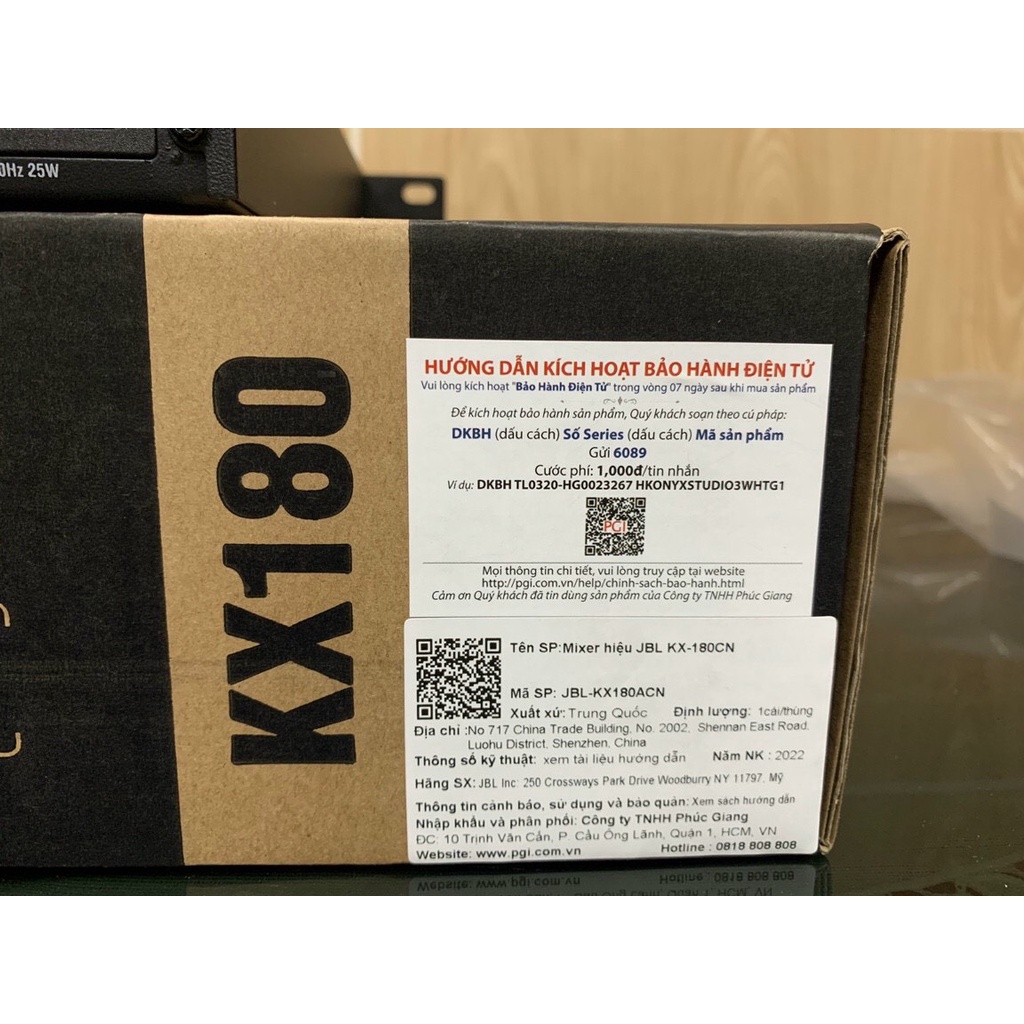 0Hz 25W
KX180
HƯỚNG DẪN KÍCH HOẠT BẢO HÀNH ĐIỆN TỬ
Vui lòng kích hoạt "Bảo Hành Điện Tử" trong vòng 07 ngày sau khi mua sản phẩm
Để kích hoạt bảo hành sản phẩm, Quý khách soạn theo cú pháp:
DKBH (dấu cách) Số Series (dấu cách) Mã sản phẩm
Gửi 6089
Cước phí: 1,000đ/tin nhắn
Ví dụ: DKBH TL0320-HG0023267 HKONYXSTUDIO3WHTG1
PGI
Mọi thông tin chi tiết, vui lòng truy cập tại website
http://pgi.com.vn/help/chinh-sach-bao-hanh.html
Cảm ơn Quý khách đã tin dùng sản phẩm của Công ty TNHH Phúc Giang
Tên SP:Mixer hiệu JBL KX-180CN
Mã SP: JBL-KX180ACN
Xuất xứ: Trung Quốc Định lượng: 1cái/thùng
Địa chỉ :No 717 China Trade Building, No. 2002, Shennan East Road,
Luohu District, Shenzhen, China
Thông số kỹ thuật: xem tài liệu hướng dẫn Năm NK : 2022
Hãng SX: JBL Inc: 250 Crossways Park Drive Woodburry NY 11797, Mỹ
Thông tin cảnh báo, sử dụng và bảo quản: Xem sách hướng dẫn
Nhập khẩu và phân phối: Công ty TNHH Phúc Giang
ĐC: 10 Trịnh Văn Cấn, P. Cầu Ông Lãnh, Quận 1, HCM, VN
Website: www.pgi.com.vn Hotline : 0818 808 808